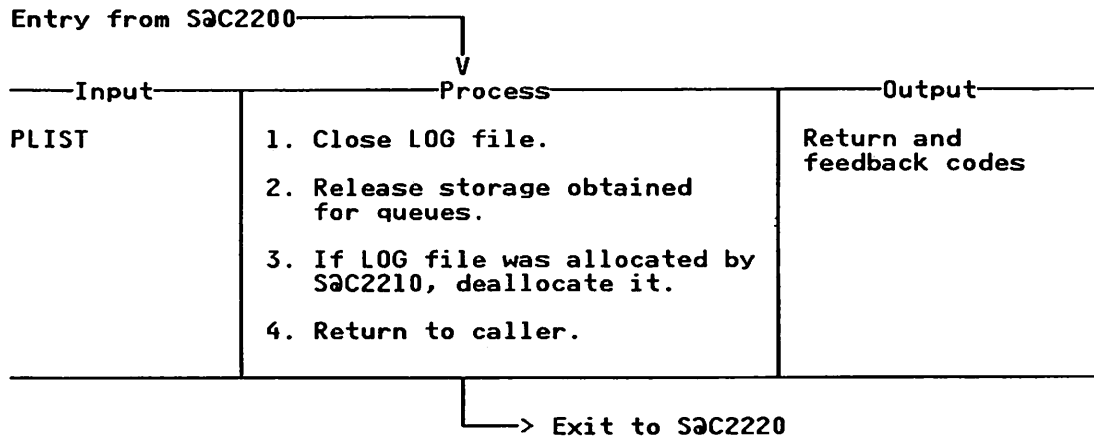 Entry from S∂C2200
V
Input
Process
Output
PLIST
1. Close LOG file.
2. Release storage obtained
for queues.
3. If LOG file was allocated by
S∂C2210, deallocate it.
4. Return to caller.
Return and
feedback codes
> Exit to S∂C2220